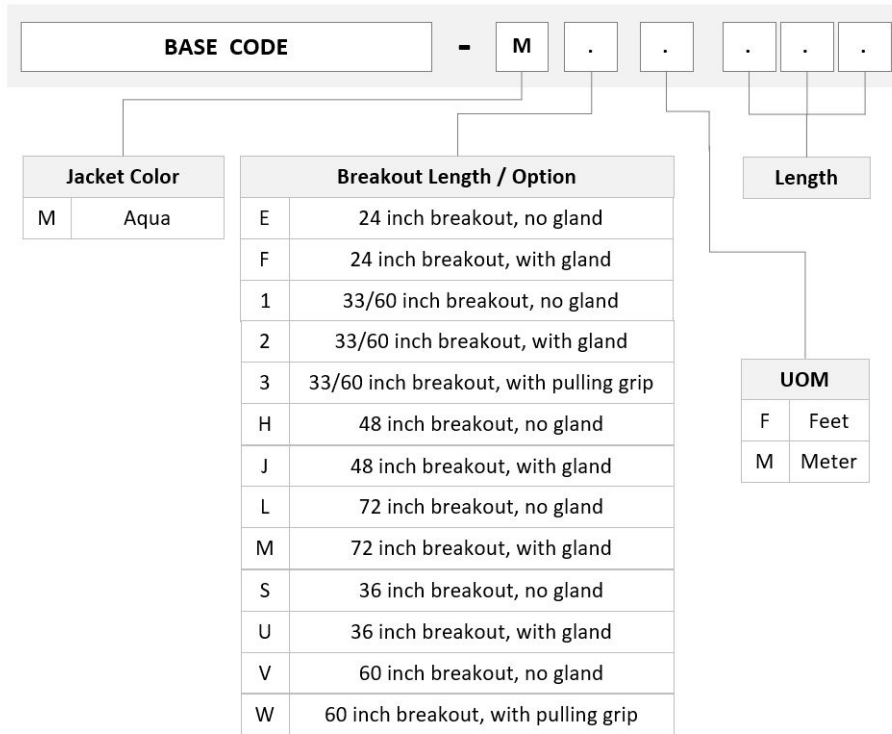 BASE CODE - M . . . . .
Jacket Color
M Aqua
Breakout Length / Option
E 24 inch breakout, no gland
F 24 inch breakout, with gland
1 33/60 inch breakout, no gland
2 33/60 inch breakout, with gland
3 33/60 inch breakout, with pulling grip
H 48 inch breakout, no gland
J 48 inch breakout, with gland
L 72 inch breakout, no gland
M 72 inch breakout, with gland
S 36 inch breakout, no gland
U 36 inch breakout, with gland
V 60 inch breakout, no gland
W 60 inch breakout, with pulling grip
Length
UOM
F Feet
M Meter